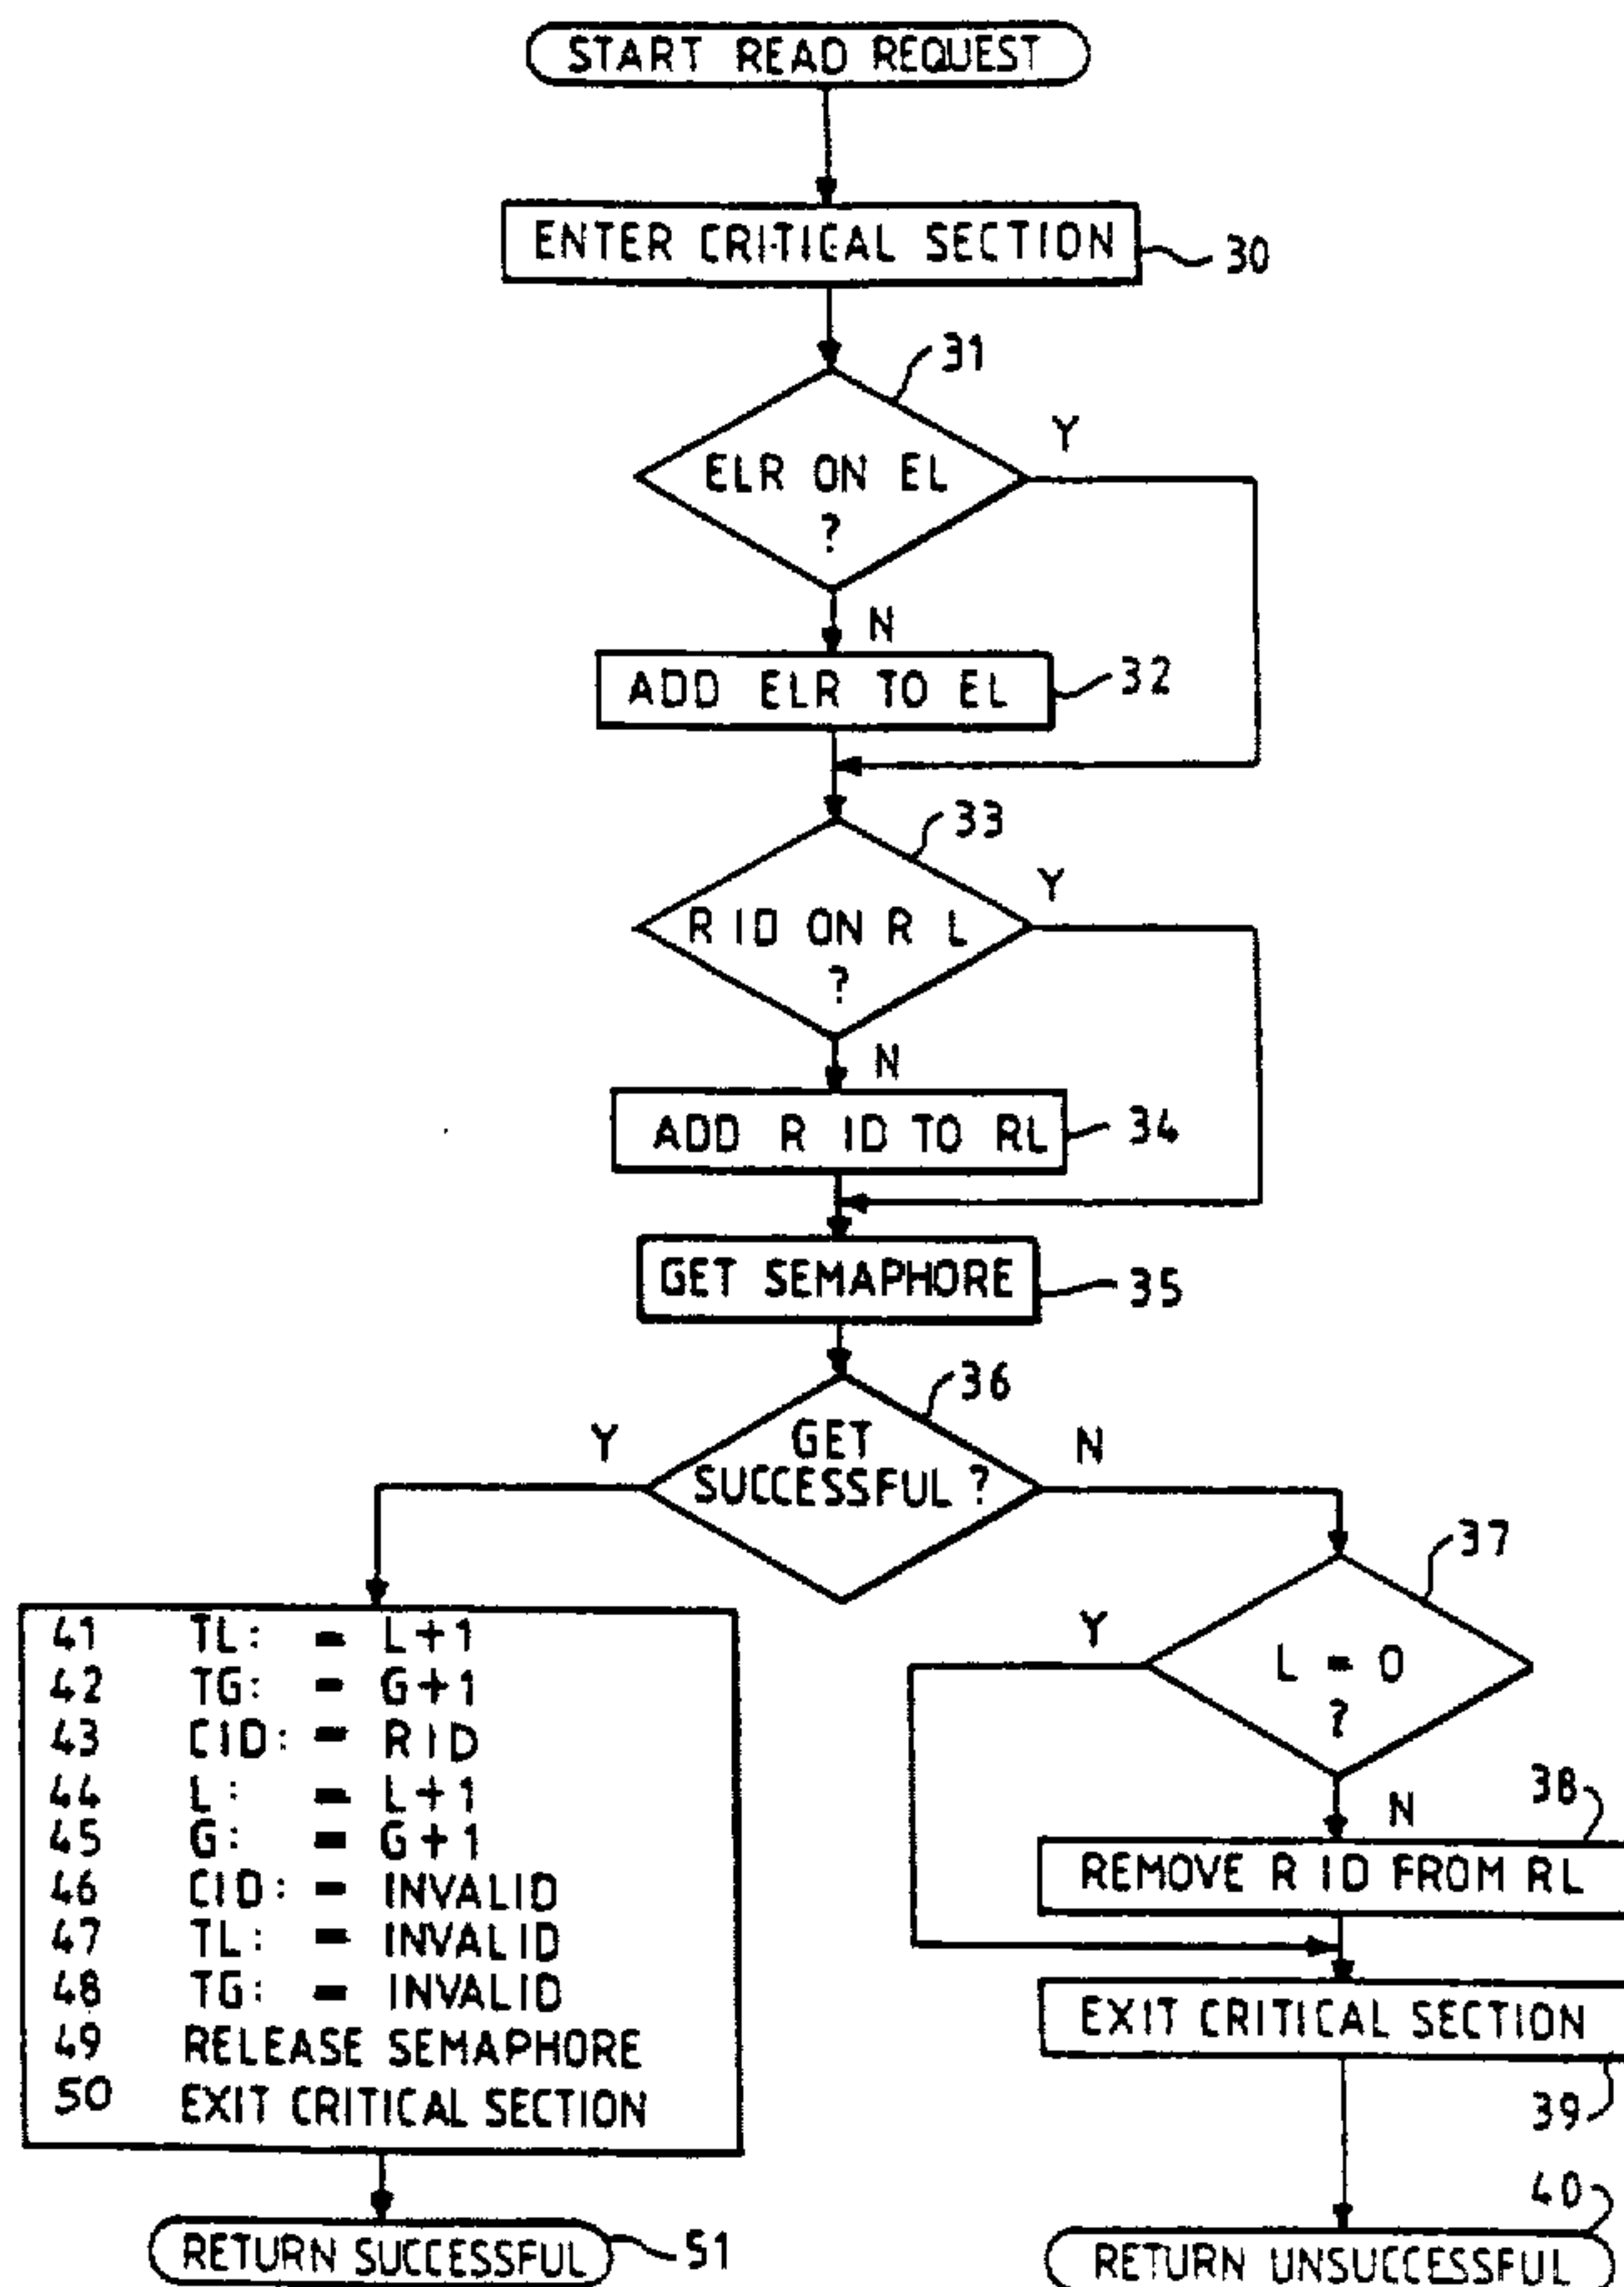 START READ REQUEST
ENTER CRITICAL SECTION 30
31
Y
ELR ON EL
?
N
ADD ELR TO EL 32
33
Y
R ID ON R L
?
N
ADD R ID TO RL 34
GET SEMAPHORE 35
36
Y
GET
SUCCESSFUL ?
N
37
Y
L = 0
?
N
38
REMOVE R ID FROM RL
EXIT CRITICAL SECTION
39
40
RETURN UNSUCCESSFUL
41 TL: = L+1
42 TG: = G+1
43 CID: = RID
44 L: = L+1
45 G: = G+1
46 CID: = INVALID
47 TL: = INVALID
48 TG: = INVALID
49 RELEASE SEMAPHORE
50 EXIT CRITICAL SECTION
RETURN SUCCESSFUL 51